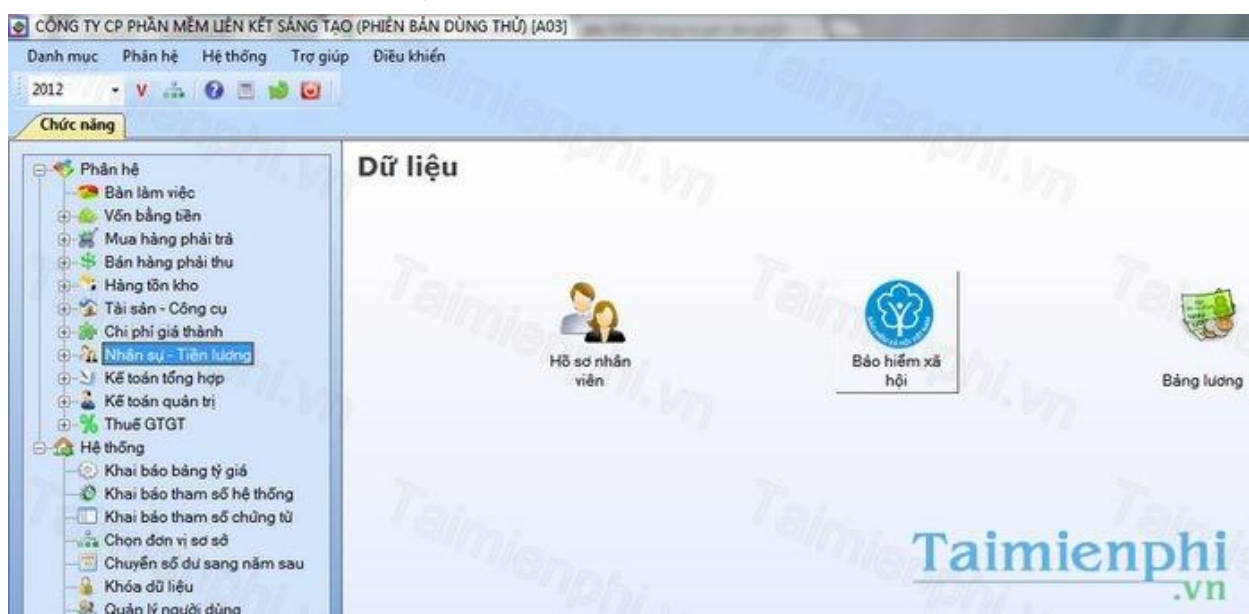 CÔNG TY CP PHẦN MỀM LIÊN KẾT SÁNG TẠO (PHIÊN BẢN DÙNG THỬ) [A03]
Danh mục Phân hệ Hệ thống Trợ giúp Điều khiển
2012 V
Chức năng
Phân hệ
Bàn làm việc
Vốn bằng tiền
Mua hàng phải trả
Bán hàng phải thu
Hàng tồn kho
Tài sản - Công cụ
Chi phí giá thành
Nhân sự - Tiền lương
Kế toán tổng hợp
Kế toán quản trị
Thuế GTGT
Hệ thống
Khai báo bảng tỷ giá
Khai báo tham số hệ thống
Khai báo tham số chứng từ
Chọn đơn vị sơ sở
Chuyển số dư sang năm sau
Khóa dữ liệu
Quản lý người dùng
Dữ liệu
Hồ sơ nhân
viên
Bảo hiểm xã
hội
Bảng lương
Taimienphi
.vn